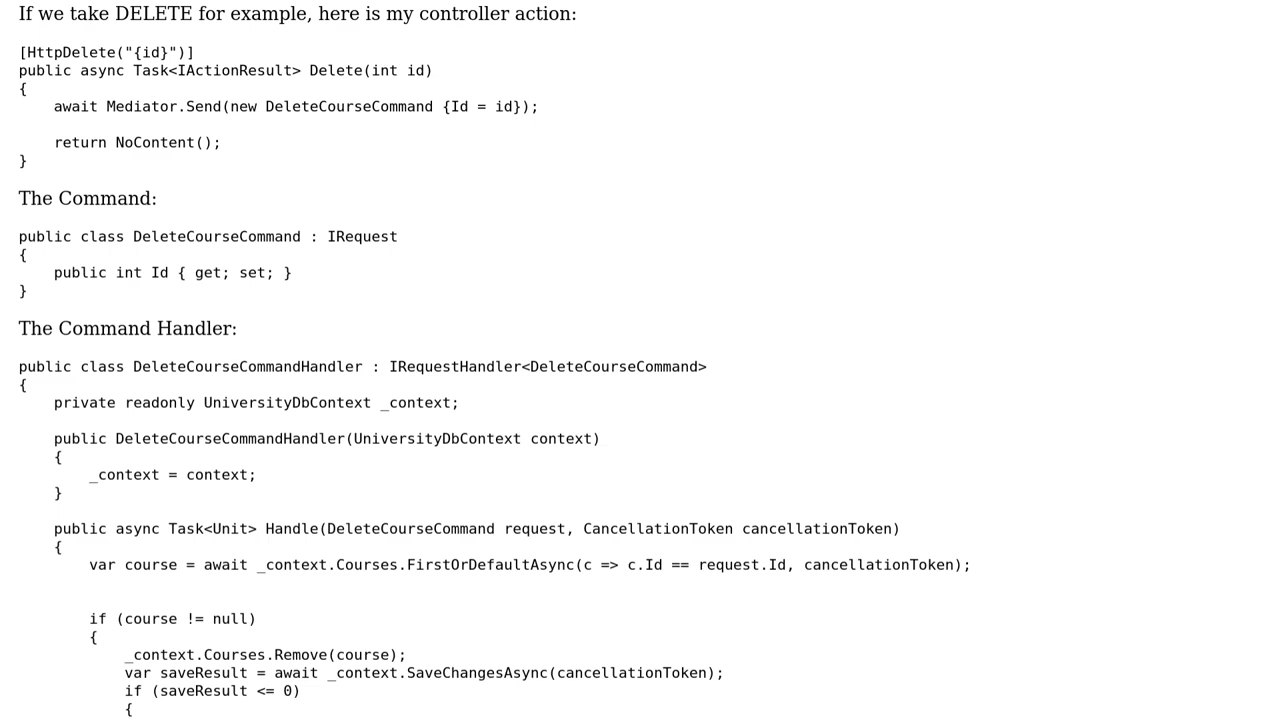 If we take DELETE for example, here is my controller action:
[HttpDelete("{id}")]
public async Task<IActionResult> Delete(int id)
{
    await Mediator.Send(new DeleteCourseCommand {Id = id});
    return NoContent();
}
The Command:
public class DeleteCourseCommand : IRequest
{
    public int Id { get; set; }
}
The Command Handler:
public class DeleteCourseCommandHandler : IRequestHandler<DeleteCourseCommand>
{
    private readonly UniversityDbContext _context;
    public DeleteCourseCommandHandler(UniversityDbContext context)
    {
        _context = context;
    }
    public async Task<Unit> Handle(DeleteCourseCommand request, CancellationToken cancellationToken)
    {
        var course = await _context.Courses.FirstOrDefaultAsync(c => c.Id == request.Id, cancellationToken);
        if (course != null)
        {
            _context.Courses.Remove(course);
            var saveResult = await _context.SaveChangesAsync(cancellationToken);
            if (saveResult <= 0)
            {